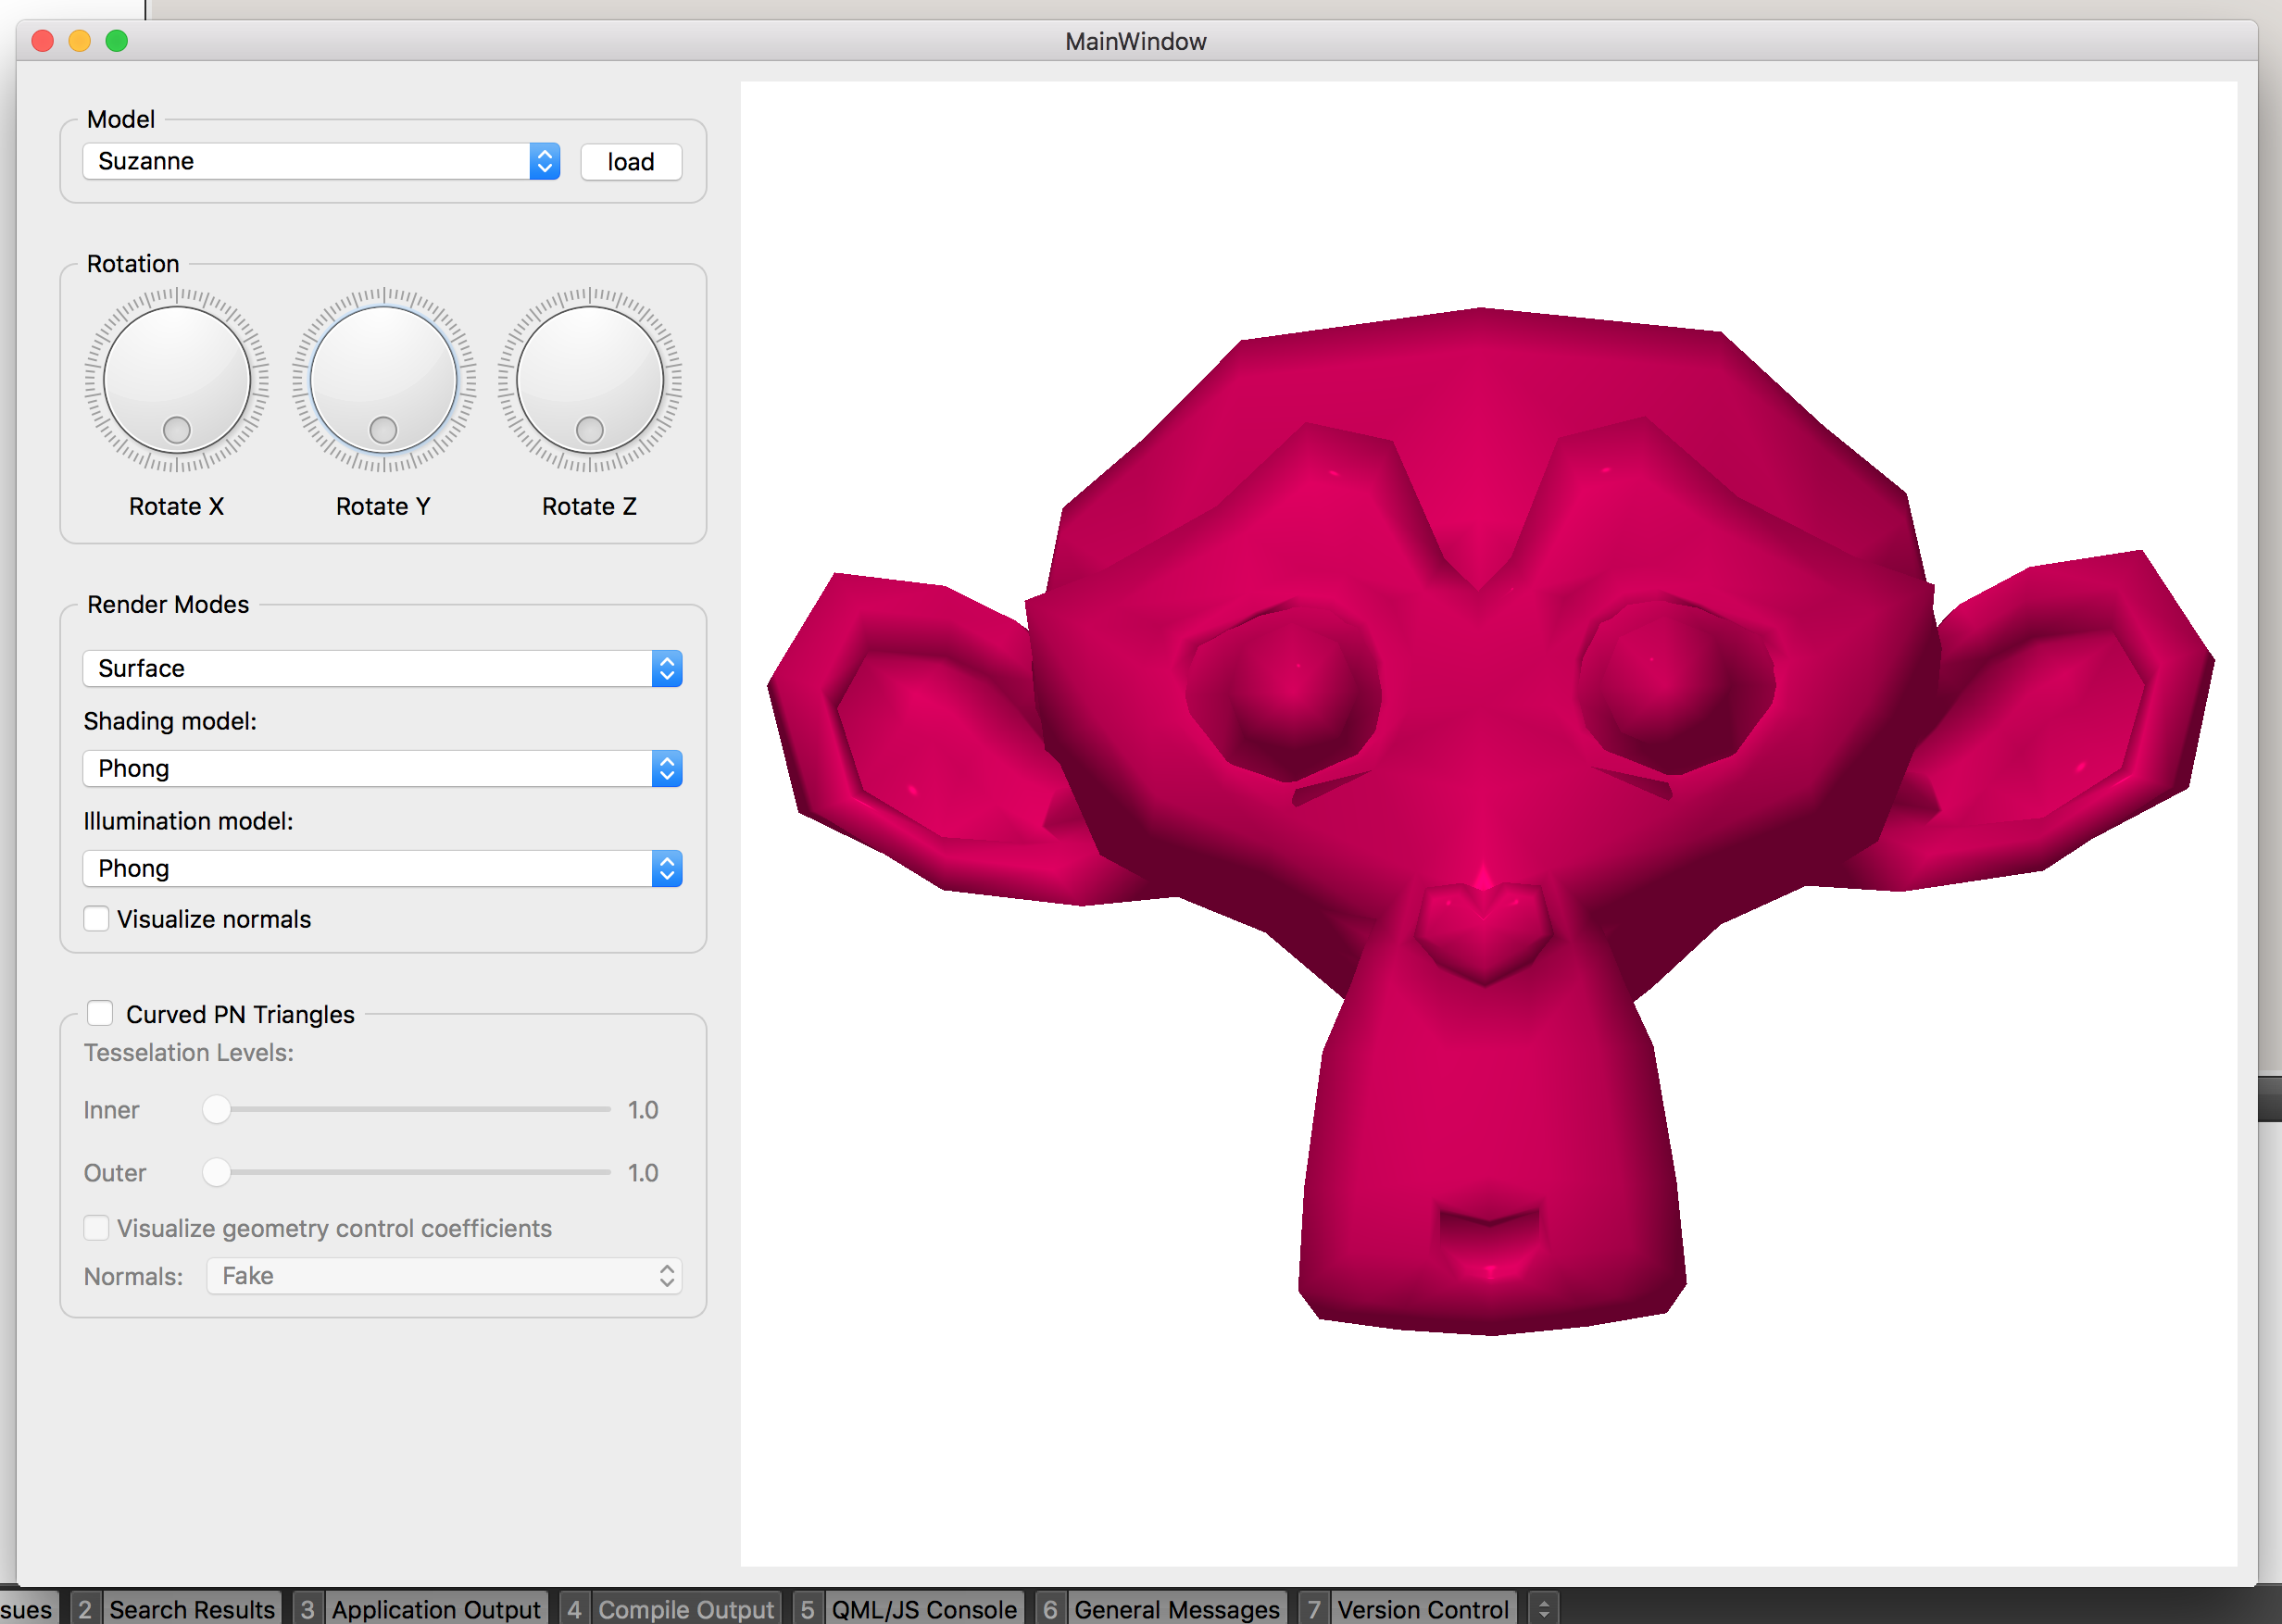 MainWindow
Model
Suzanne
load
Rotation
Rotate X
Rotate Y
Rotate Z
Render Modes
Surface
Shading model:
Phong
Illumination model:
Phong
Visualize normals
Curved PN Triangles
Tesselation Levels:
Inner
1.0
Outer
1.0
Visualize geometry control coefficients
Normals:
Fake
sues 2 Search Results 3 Application Output 4 Compile Output 5 QML/JS Console 6 General Messages 7 Version Control